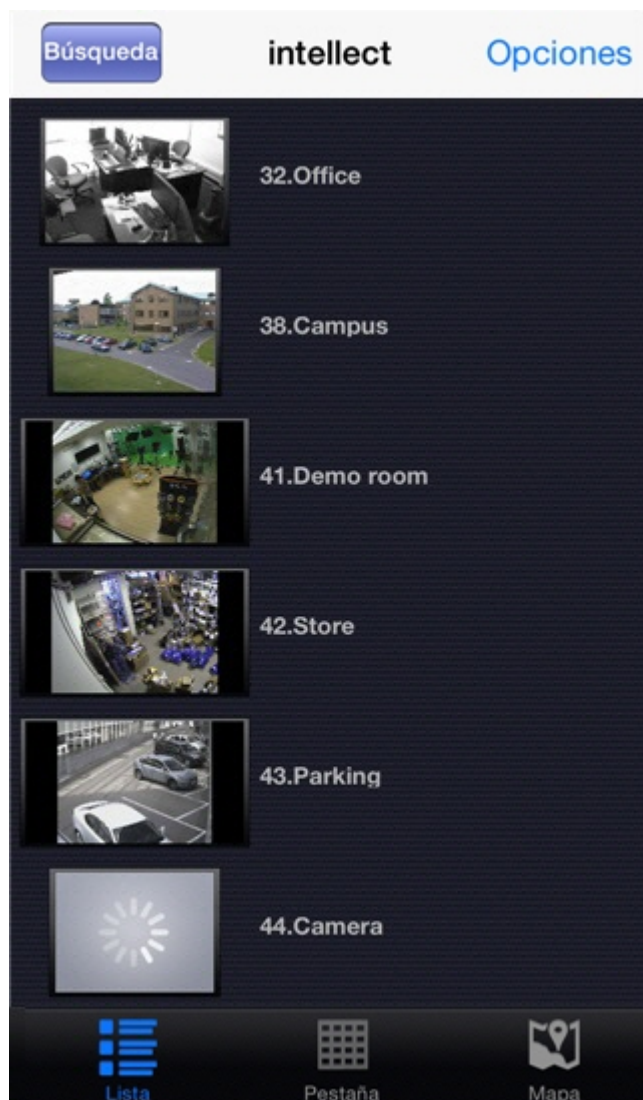 Búsqueda intellect Opciones
32.Office
38.Campus
41.Demo room
42.Store
43.Parking
44.Camera
Lista Pestaña Mapa